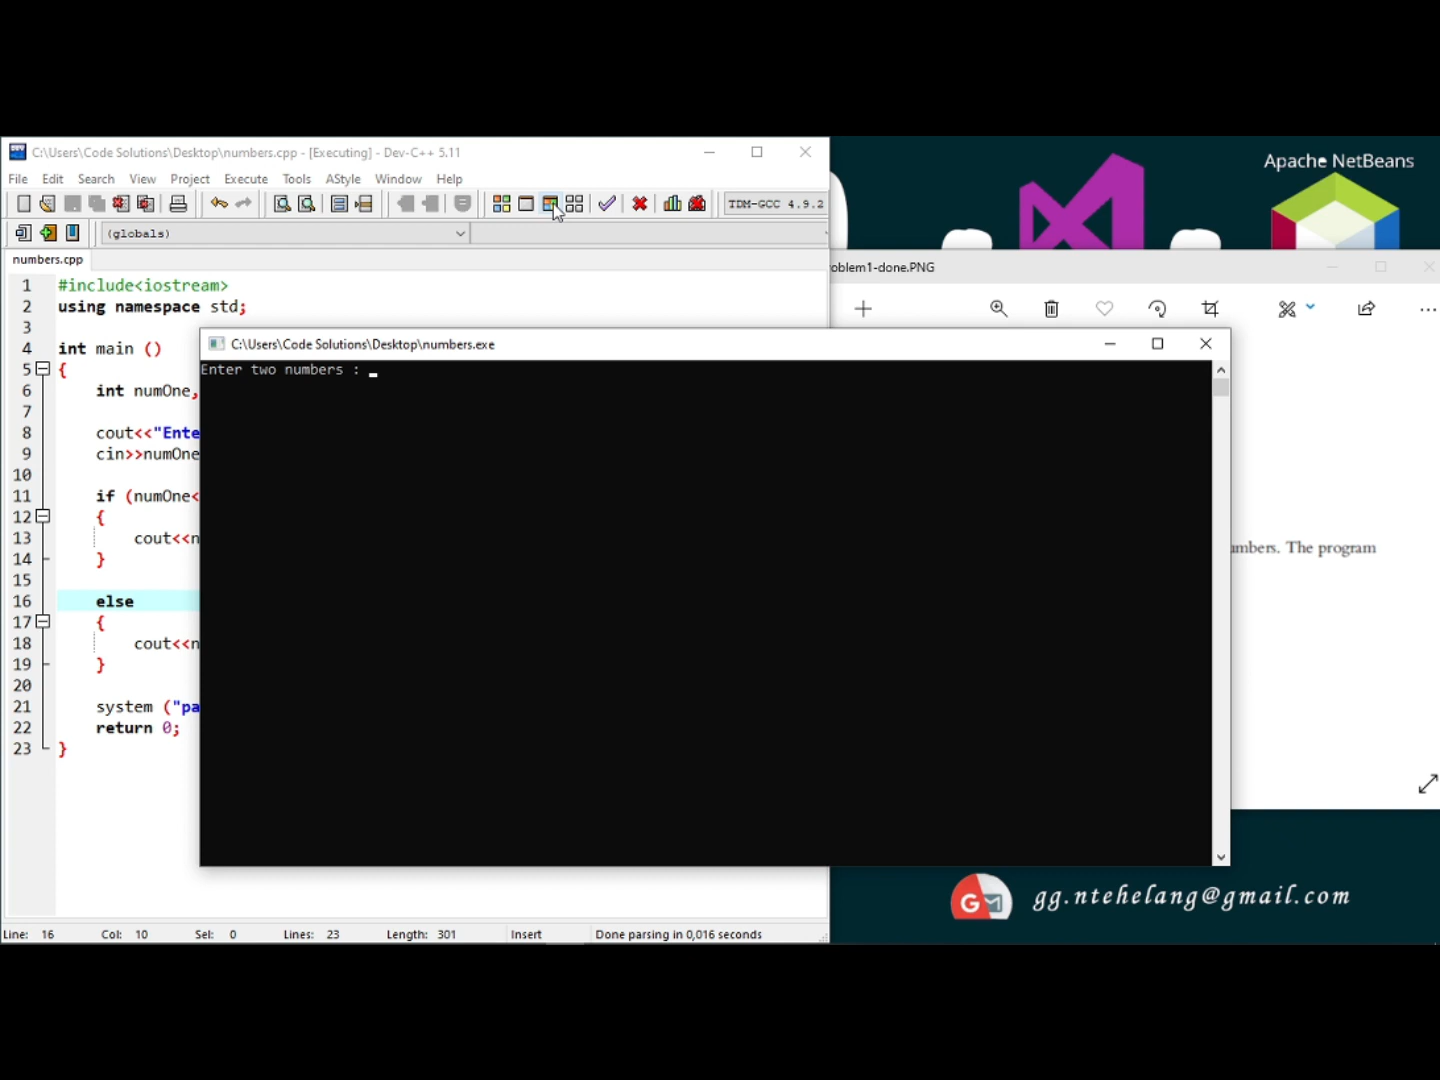 C:\Users\Code Solutions\Desktop\numbers.cpp - [Executing] - Dev-C++ 5.11
File Edit Search View Project Execute Tools AStyle Window Help
TDM-GCC 4.9.2
(globals)
numbers.cpp
1 #include<iostream>
2 using namespace std;
3
4 int main ()
5 {
6 int numOne,
7
8 cout<<"Ente
9 cin>>numOne
10
11 if (numOne<
12 {
13 cout<<n
14 }
15
16 else
17 {
18 cout<<n
19 }
20
21 system ("pa
22 return 0;
23 }
Line: 16 Col: 10 Sel: 0 Lines: 23 Length: 301 Insert Done parsing in 0,016 seconds
C:\Users\Code Solutions\Desktop\numbers.exe
Enter two numbers :
Apache NetBeans
oblem1-done.PNG
umbers. The program
G M gg.ntehelang@gmail.com